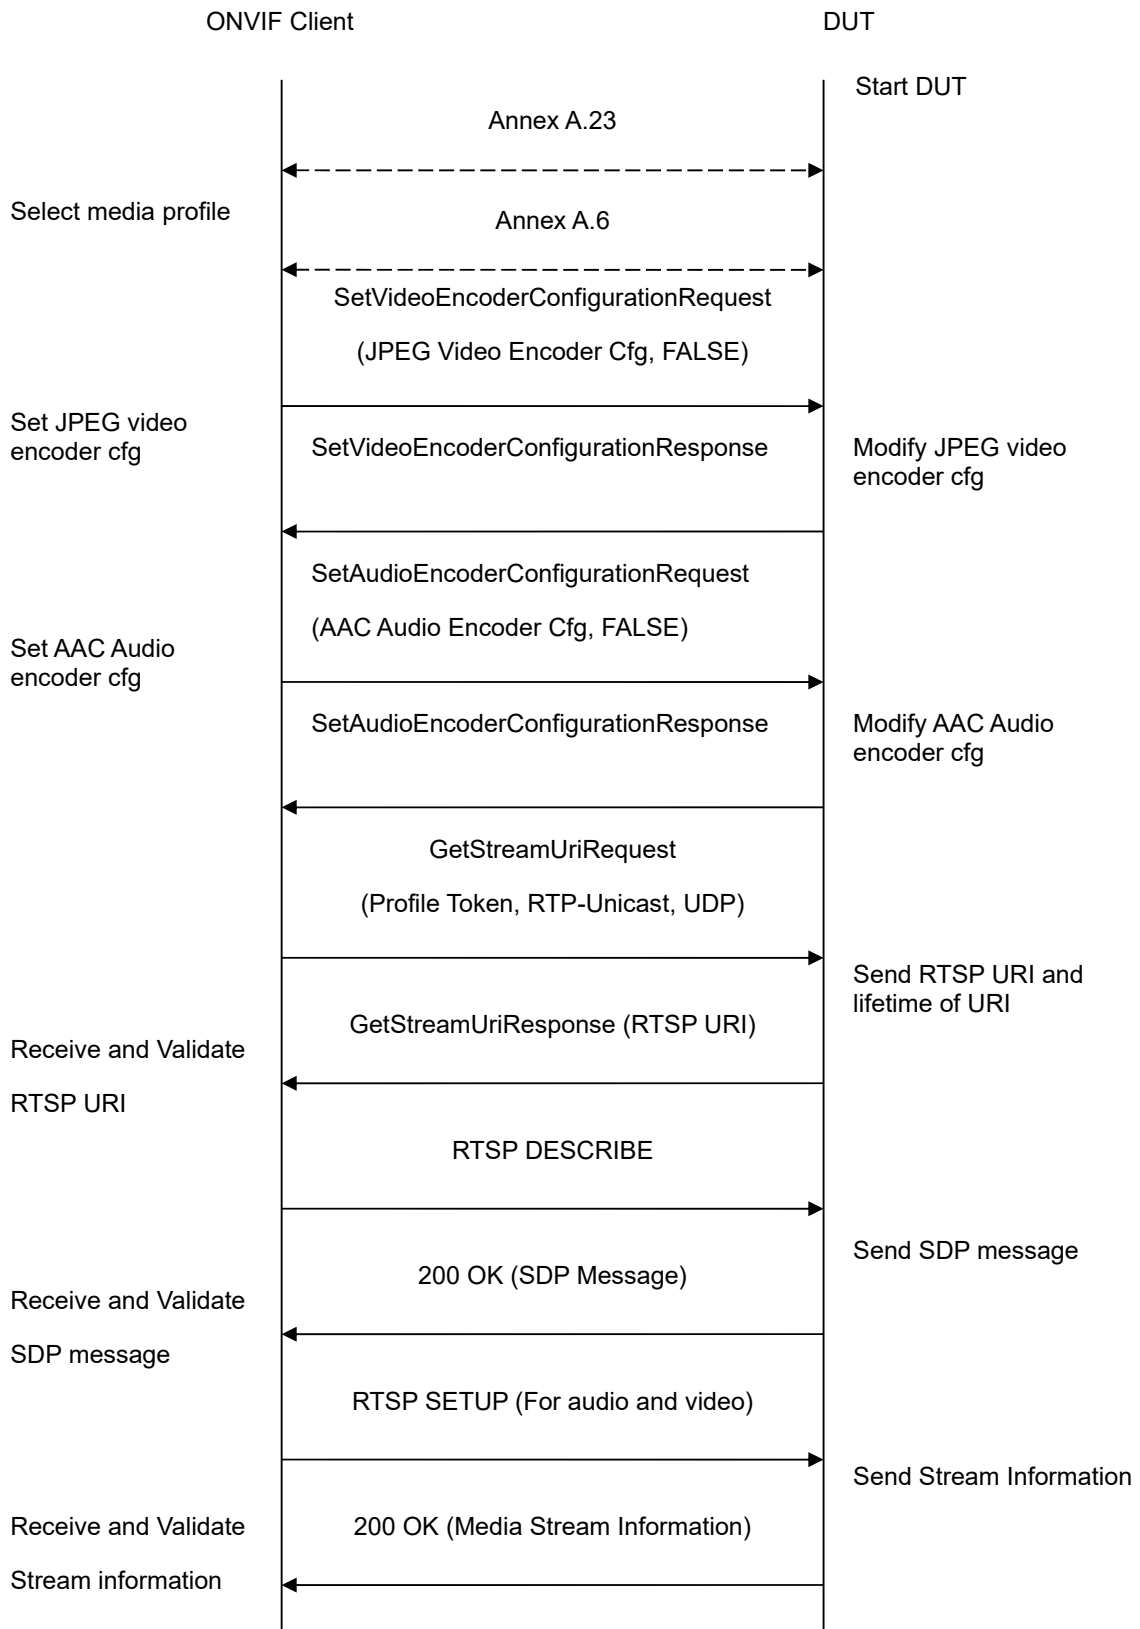 ONVIF Client
DUT
Start DUT
Annex A.23
Select media profile
Annex A.6
SetVideoEncoderConfigurationRequest
(JPEG Video Encoder Cfg, FALSE)
Set JPEG video
encoder cfg
SetVideoEncoderConfigurationResponse
Modify JPEG video
encoder cfg
SetAudioEncoderConfigurationRequest
(AAC Audio Encoder Cfg, FALSE)
Set AAC Audio
encoder cfg
SetAudioEncoderConfigurationResponse
Modify AAC Audio
encoder cfg
GetStreamUriRequest
(Profile Token, RTP-Unicast, UDP)
Send RTSP URI and
lifetime of URI
GetStreamUriResponse (RTSP URI)
Receive and Validate
RTSP URI
RTSP DESCRIBE
Send SDP message
200 OK (SDP Message)
Receive and Validate
SDP message
RTSP SETUP (For audio and video)
Send Stream Information
Receive and Validate
Stream information
200 OK (Media Stream Information)